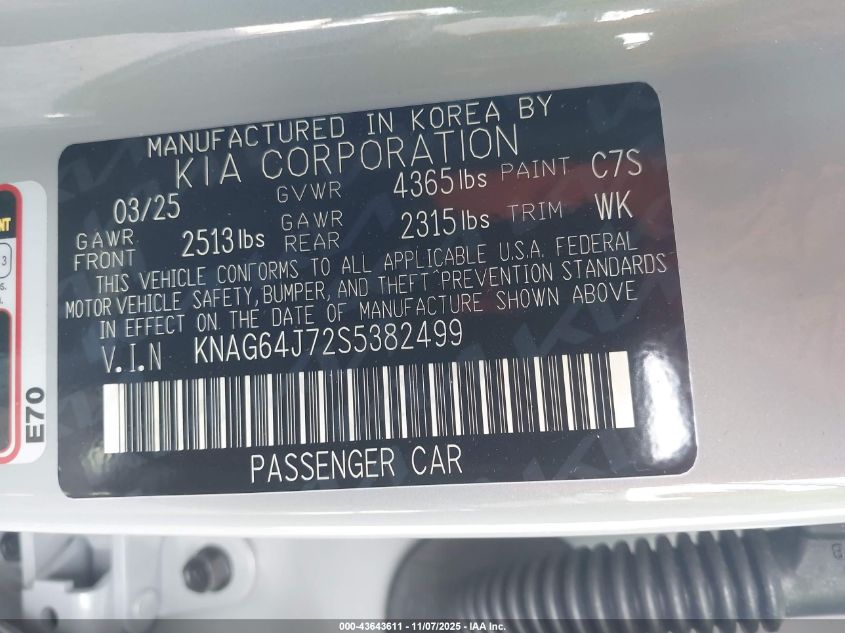 MANUFACTURED IN KOREA BY
KIA CORPORATION
03/25 GVWR 4365 lbs PAINT C7S
GAWR FRONT 2513 lbs GAWR REAR 2315 lbs TRIM WK
THIS VEHICLE CONFORMS TO ALL APPLICABLE U.S.A. FEDERAL
MOTOR VEHICLE SAFETY, BUMPER, AND THEFT PREVENTION STANDARDS
IN EFFECT ON THE DATE OF MANUFACTURE SHOWN ABOVE
V.I.N KNAG64J72S5382499
PASSENGER CAR
E70
000-43643611 - 11/07/2025 - IAA Inc.